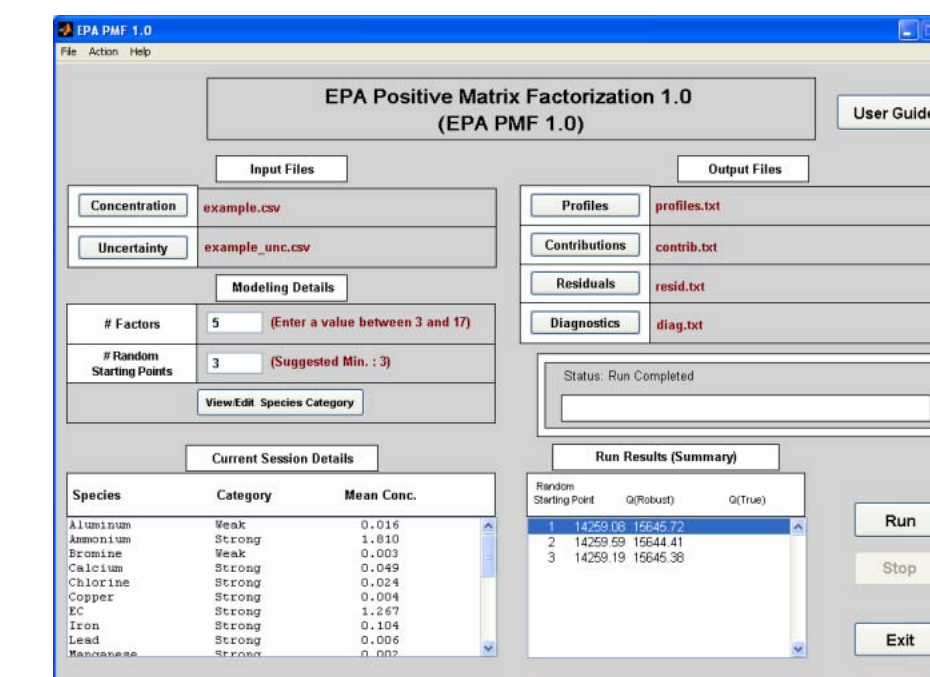 EPA PMF 1.0
File Action Help
EPA Positive Matrix Factorization 1.0
(EPA PMF 1.0)
User Guide
Input Files
Concentration example.csv
Uncertainty example_unc.csv
Modeling Details
# Factors 5 (Enter a value between 3 and 17)
# Random
Starting Points 3 (Suggested Min. : 3)
View/Edit Species Category
Output Files
Profiles profiles.txt
Contributions contrib.txt
Residuals resid.txt
Diagnostics diag.txt
Status: Run Completed
Current Session Details
Species Category Mean Conc.
Aluminum Weak 0.016
Ammonium Strong 1.810
Bromine Weak 0.003
Calcium Strong 0.049
Chlorine Strong 0.024
Copper Strong 0.004
EC Strong 1.267
Iron Strong 0.104
Lead Strong 0.006
Manganese Strong 0.002
Run Results (Summary)
Random
Starting Point Q(Robust) Q(True)
1 14259.08 15645.72
2 14259.59 15644.41
3 14259.19 15645.38
Run
Stop
Exit